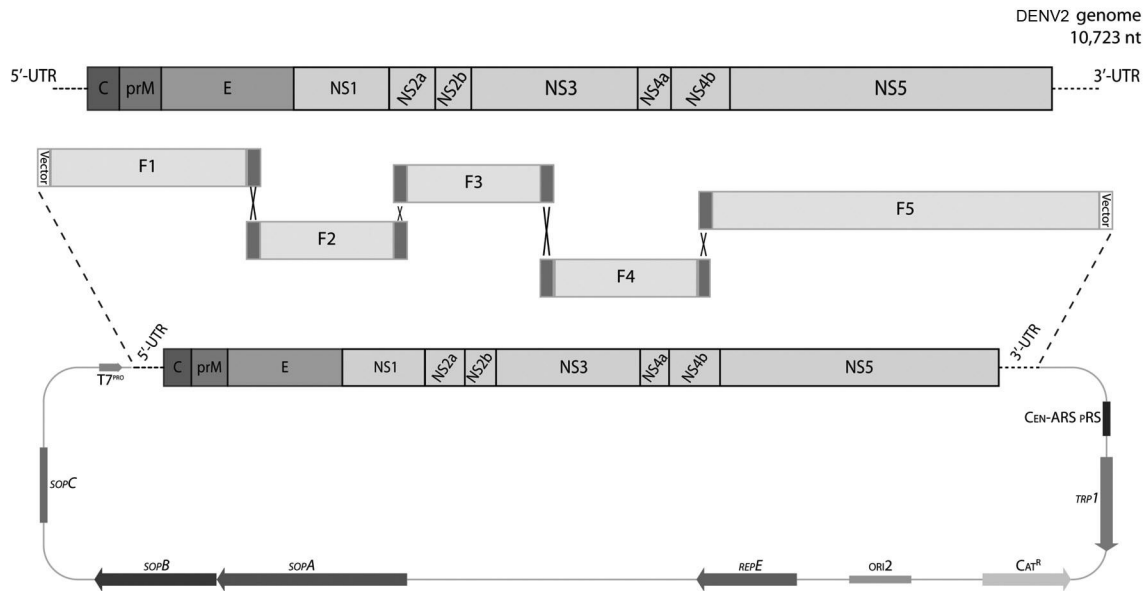 DENV2 genome
10,723 nt
5'-UTR
C prM E NS1 NS2a NS2b NS3 NS4a NS4b NS5
3'-UTR
Vector F1
F3
F5 Vector
F2
F4
5'-UTR
C prM E NS1 NS2a NS2b NS3 NS4a NS4b NS5
3'-UTR
T7PRO
CEN-ARS PRS
SOPC
TRP1
SOPB
SOPA
REPE
ORI2
CATR